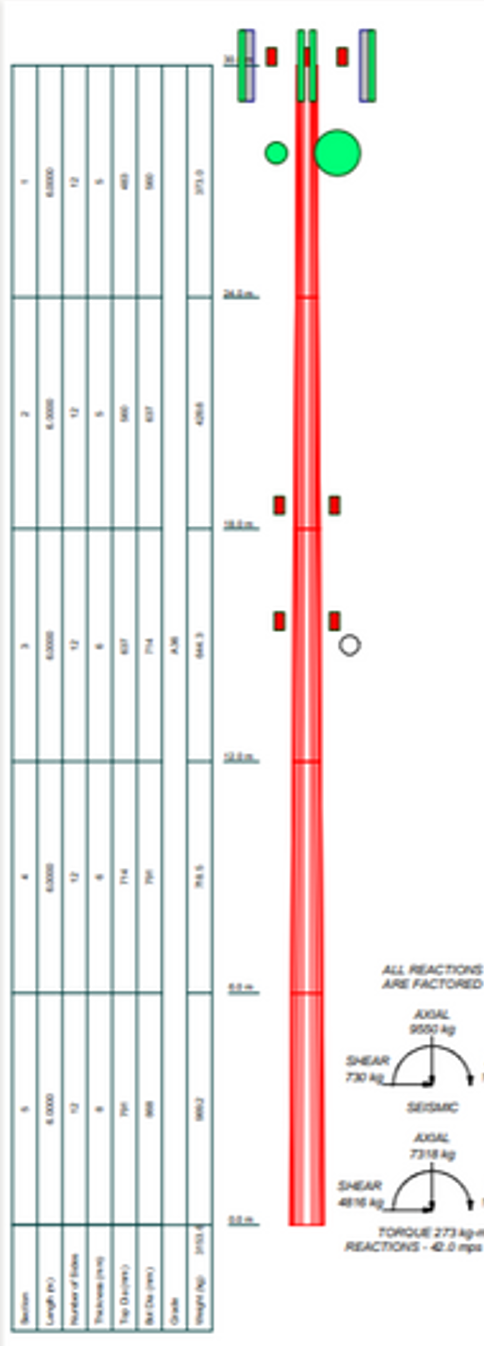 Section 5 4 3 2 1
Length (m) 6.0000 6.0000 6.0000 6.0000 6.0000
Number of Sides 12 12 12 12 12
Thickness (mm) 8 6 6 5 5
Top Dia (mm) 791 714 637 560 483
Bot Dia (mm) 868 791 714 637 560
Grade A36
Weight (kg) 3153.6 989.2 718.5 644.3 428.6 373.0
24.0 m
18.0 m
12.0 m
6.0 m
0.0 m
ALL REACTIONS
ARE FACTORED
AXIAL
9550 kg
SHEAR
730 kg
SEISMIC
AXIAL
7318 kg
SHEAR
4816 kg
TORQUE 273 kg-m
REACTIONS - 42.0 mps